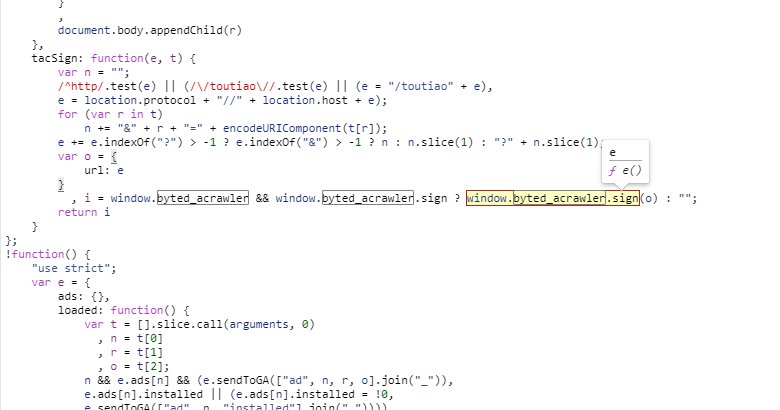 }
,
document.body.appendChild(r)
},
tacSign: function(e, t) {
var n = "";
/^http/.test(e) || (/\/toutiao\//.test(e) || (e = "/toutiao" + e),
e = location.protocol + "//" + location.host + e);
for (var r in t)
n += "&" + r + "=" + encodeURIComponent(t[r]);
e += e.indexOf("?") > -1 ? e.indexOf("&") > -1 ? n : n.slice(1) : "?" + n.slice(1);
var o = {
url: e
}
, i = window.byted_acrawler && window.byted_acrawler.sign ? window.byted_acrawler.sign(o) : "";
return i
}
};
!function() {
"use strict";
var e = {
ads: {},
loaded: function() {
var t = [].slice.call(arguments, 0)
, n = t[0]
, r = t[1]
, o = t[2];
n && e.ads[n] && (e.sendToGA(["ad", n, r, o].join("_")),
e.ads[n].installed || (e.ads[n].installed = !0,
e.sendToGA(["ad", n, "installed"].join("_"))))
e
ƒ e()